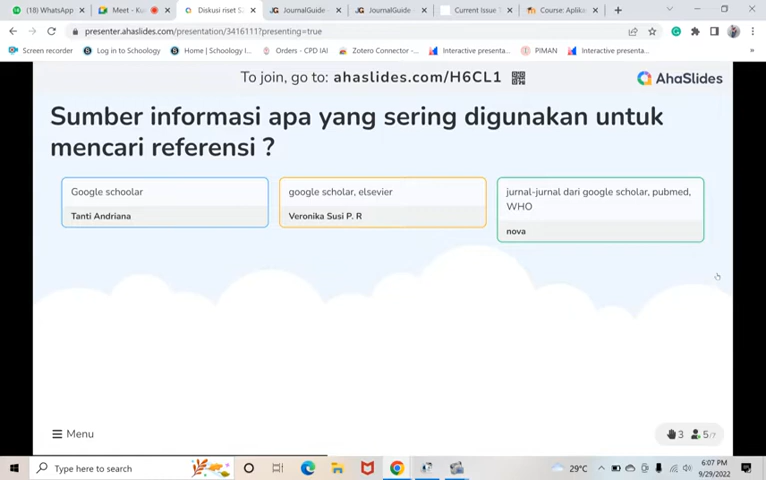 (18) WhatsApp
Meet - Ku
Diskusi riset S
JournalGuide -
JournalGuide -
Current Issue
Course: Aplika
presenter.ahaslides.com/presentation/3416111?presenting=true
Screen recorder
Log in to Schoology
Home | Schoology l...
Orders - CPD IAI
Zotero Connector -...
Interactive presenta...
PIMAN
Interactive presenta...
To join, go to: ahaslides.com/H6CL1
AhaSlides
Sumber informasi apa yang sering digunakan untuk
mencari referensi ?
Google schoolar
Tanti Andriana
google scholar, elsevier
Veronika Susi P. R
jurnal-jurnal dari google scholar, pubmed,
WHO
nova
Menu
3
5/7
Type here to search
29°C
6:07 PM
9/29/2022